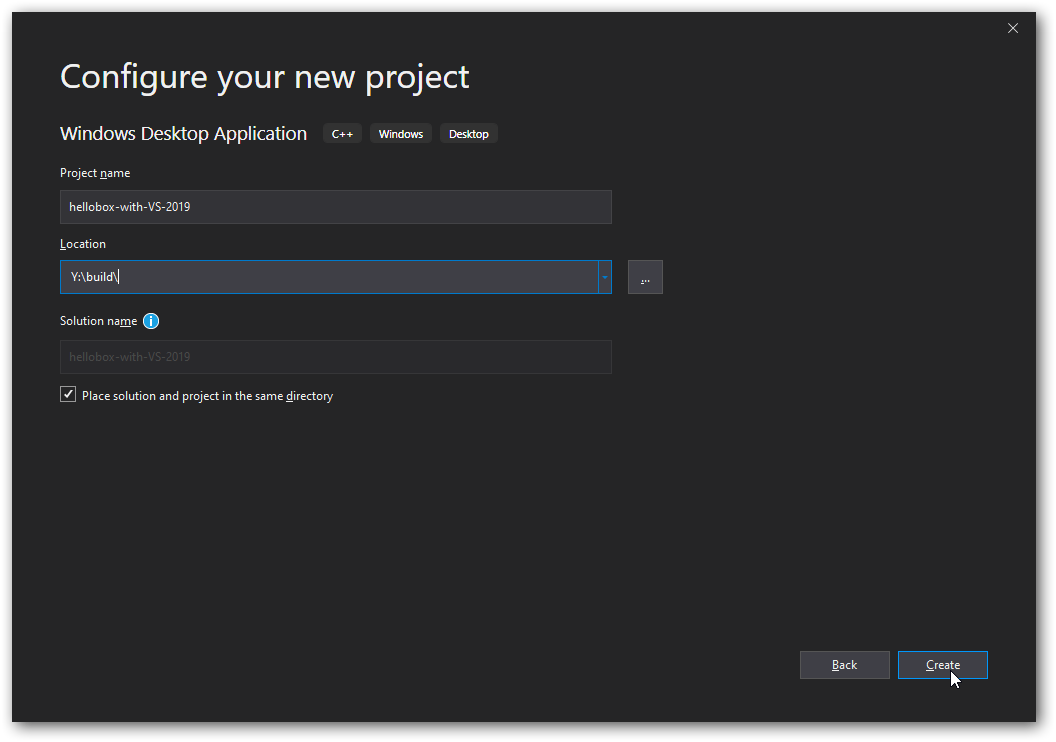 Configure your new project
Windows Desktop Application C++ Windows Desktop
Project name
hellobox-with-VS-2019
Location
Y:\build\
...
Solution name
hellobox-with-VS-2019
Place solution and project in the same directory
Back Create